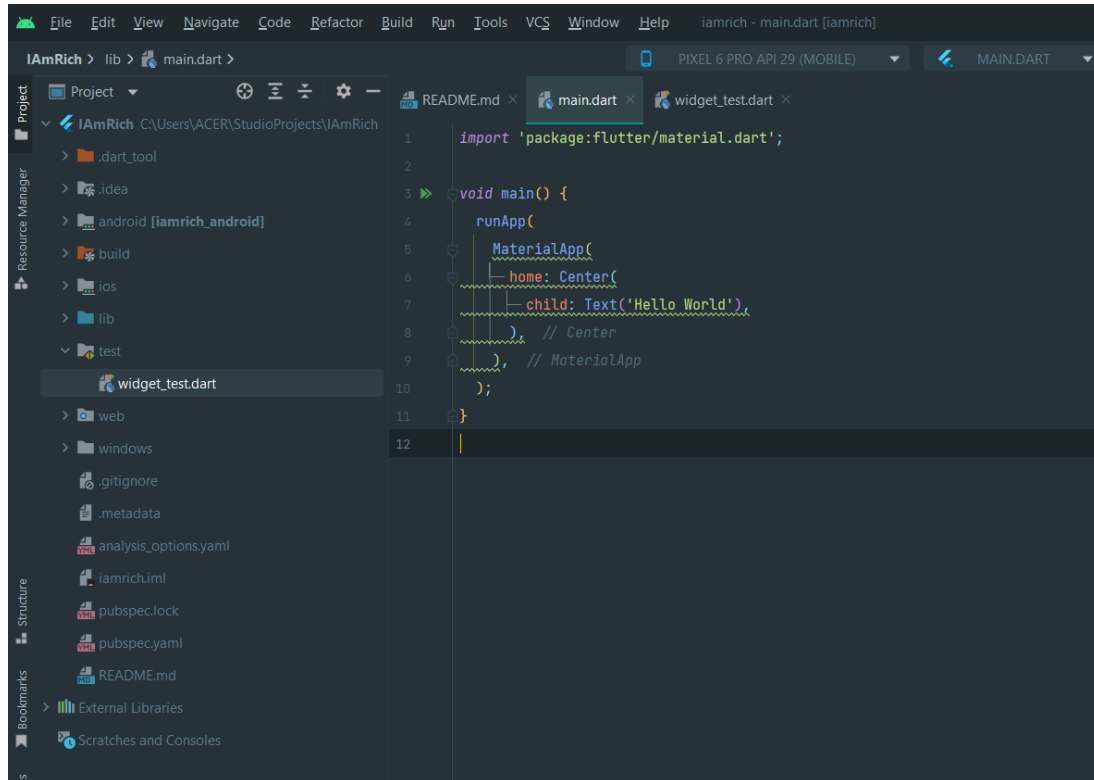 File Edit View Navigate Code Refactor Build Run Tools VCS Window Help iamrich - main.dart [iamrich]
IAmRich > lib > main.dart >
PIXEL 6 PRO API 29 (MOBILE)
MAIN.DART
Project
Resource Manager
Structure
Bookmarks
Project
IAmRich C:\Users\ACER\StudioProjects\IAmRich
.dart_tool
.idea
android [iamrich_android]
build
ios
lib
test
widget_test.dart
web
windows
.gitignore
.metadata
analysis_options.yaml
iamrich.iml
pubspec.lock
pubspec.yaml
README.md
External Libraries
Scratches and Consoles
README.md × main.dart × widget_test.dart ×
1 import 'package:flutter/material.dart';
2
3 void main() {
4 runApp(
5 MaterialApp(
6 home: Center(
7 child: Text('Hello World'),
8 ), // Center
9 ), // MaterialApp
10 );
11 }
12